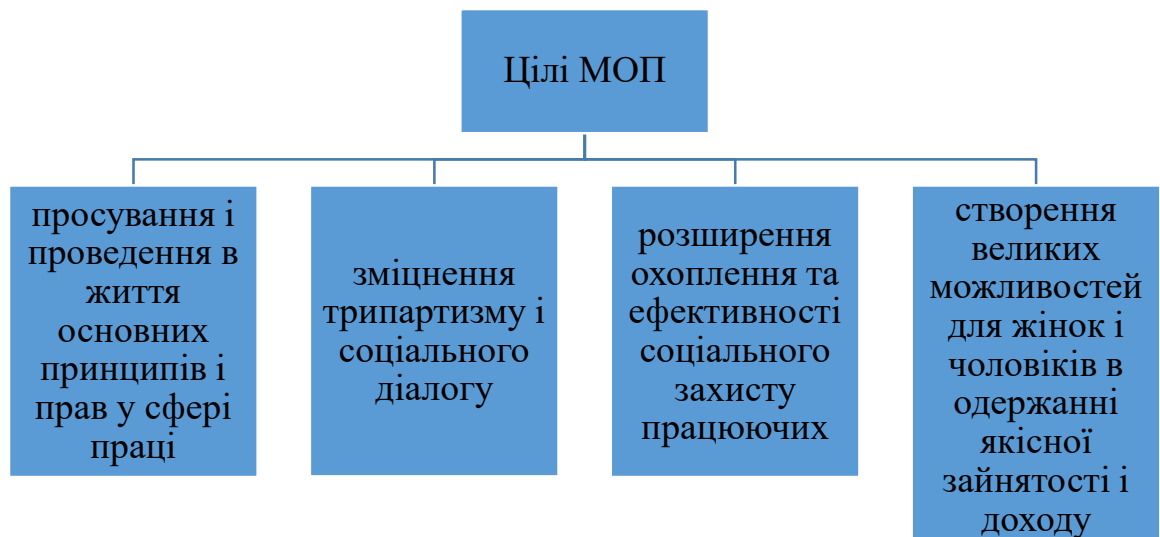 Цілі МОП
просування і
проведення в
життя
основних
принципів і
прав у сфері
праці
зміцнення
трипартизму і
соціального
діалогу
розширення
охоплення та
ефективності
соціального
захисту
працюючих
створення
великих
можливостей
для жінок і
чоловіків в
одержанні
якісної
зайнятості і
доходу